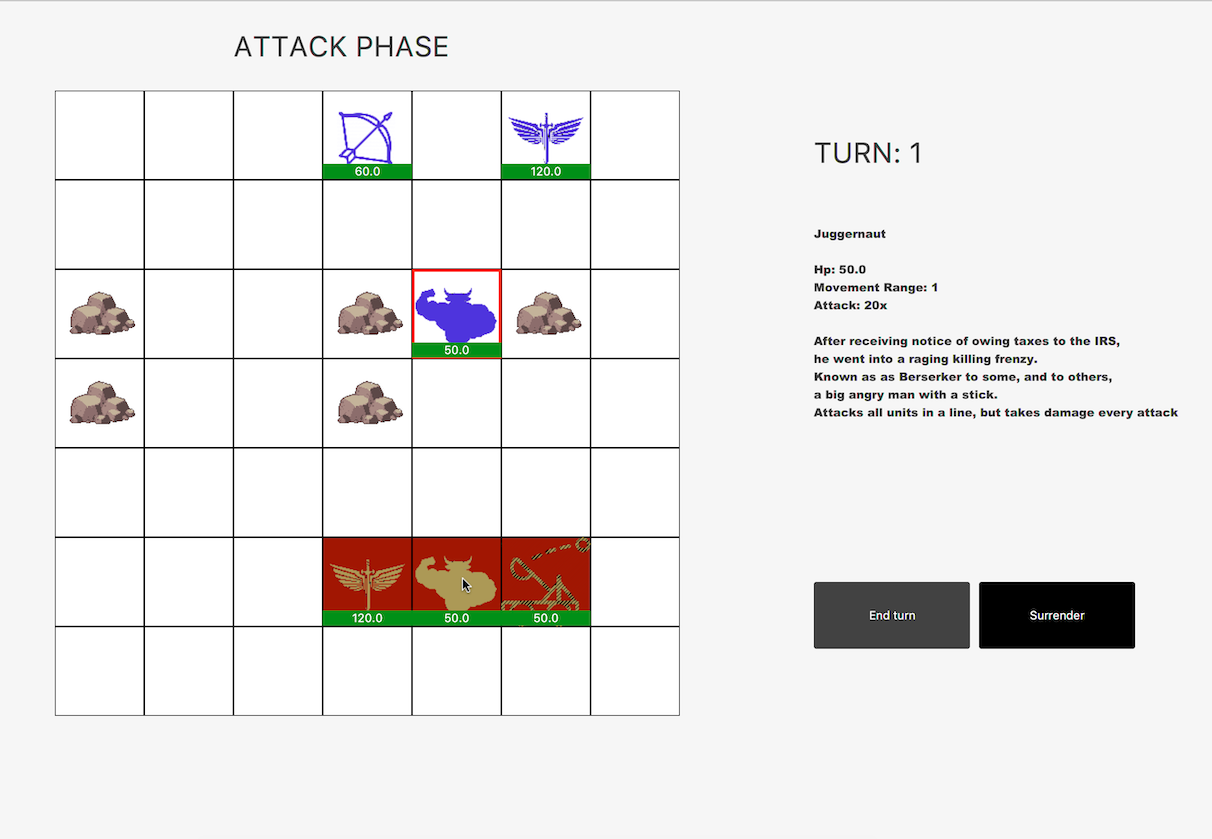 ATTACK PHASE
60.0
120.0
TURN: 1
Juggernaut
Hp: 50.0
Movement Range: 1
Attack: 20x
50.0
After receiving notice of owing taxes to the IRS,
he went into a raging killing frenzy.
Known as as Berserker to some, and to others,
a big angry man with a stick.
Attacks all units in a line, but takes damage every attack
120.0
50.0
50.0
End turn
Surrender